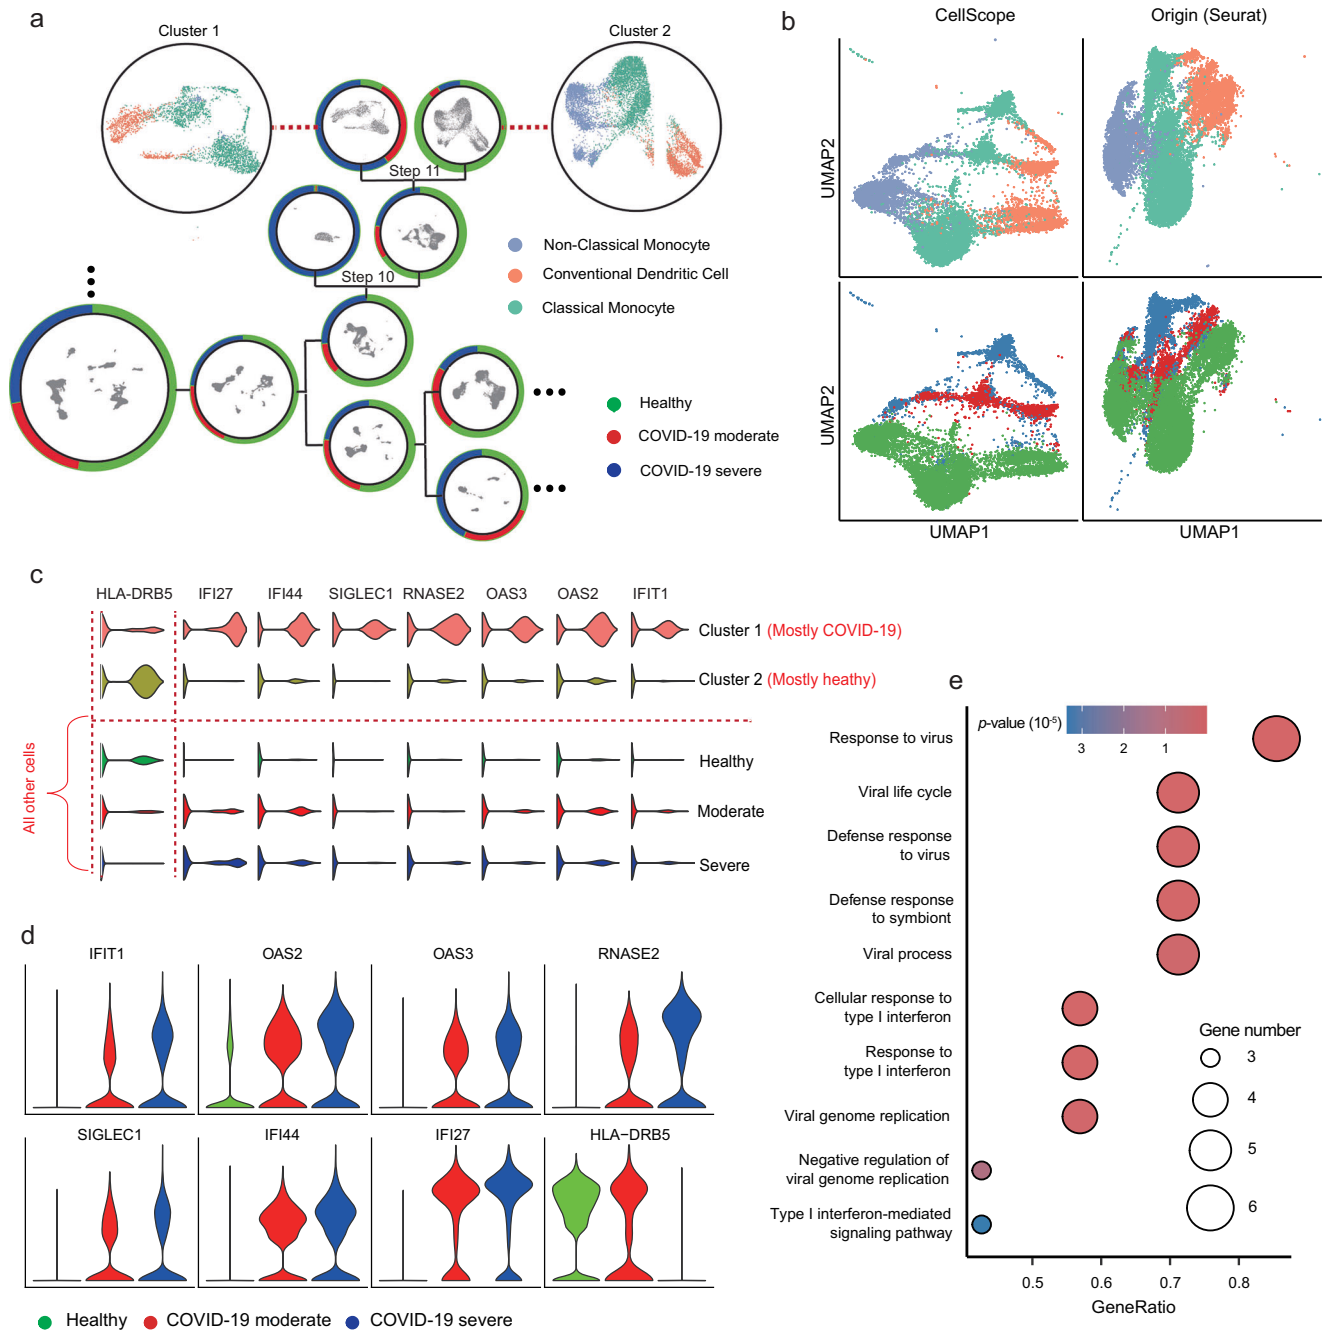 a
Cluster 1
Cluster 2
Step 11
Step 10
Non-Classical Monocyte
Conventional Dendritic Cell
Classical Monocyte
Healthy
COVID-19 moderate
COVID-19 severe
b
CellScope
Origin (Seurat)
UMAP2
UMAP2
UMAP1
UMAP1
c
HLA-DRB5
IFI27
IFI44
SIGLEC1
RNASE2
OAS3
OAS2
IFIT1
Cluster 1 (Mostly COVID-19)
Cluster 2 (Mostly heathy)
All other cells
Healthy
Moderate
Severe
d
IFIT1
OAS2
OAS3
RNASE2
SIGLEC1
IFI44
IFI27
HLA−DRB5
Healthy
COVID-19 moderate
COVID-19 severe
e
p-value (10-5)
3
2
1
Response to virus
Viral life cycle
Defense response
to virus
Defense response
to symbiont
Viral process
Cellular response to
type I interferon
Response to
type I interferon
Viral genome replication
Negative regulation of
viral genome replication
Type I interferon-mediated
signaling pathway
Gene number
3
4
5
6
0.5
0.6
0.7
0.8
GeneRatio